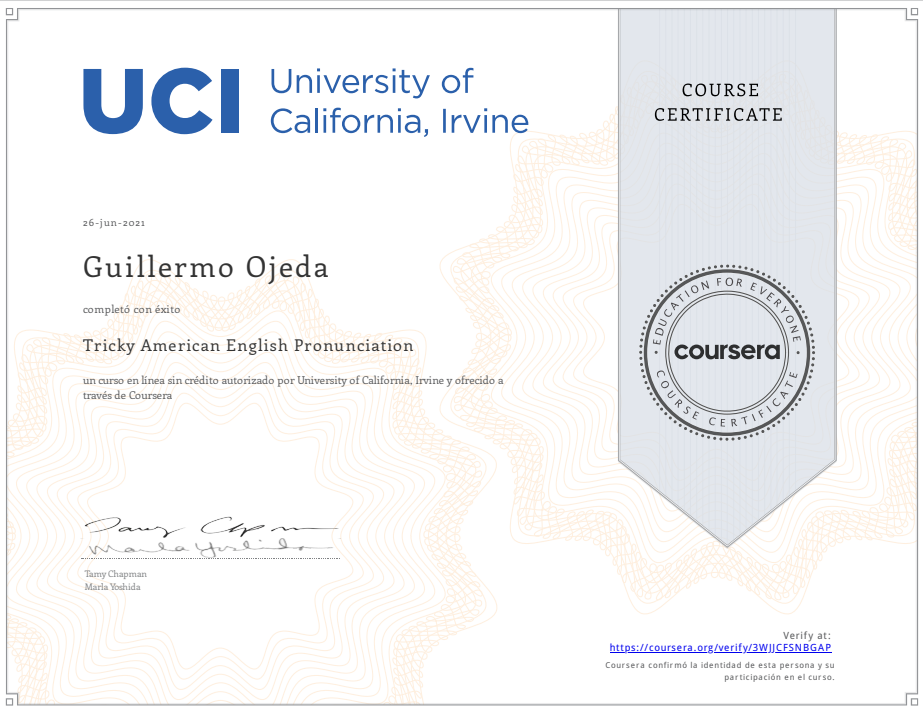 UCI
University of
California, Irvine
COURSE
CERTIFICATE
26-jun-2021
Guillermo Ojeda
completó con éxito
Tricky American English Pronunciation
un curso en línea sin crédito autorizado por University of California, Irvine y ofrecido a
través de Coursera
EDUCATION FOR EVERYONE
coursera
COURSE CERTIFICATE
Tamy Chapman
Marla Yoshida
Tamy Chapman
Marla Yoshida
Verify at:
https://coursera.org/verify/3WJJCFSNBGAP
Coursera confirmó la identidad de esta persona y su
participación en el curso.